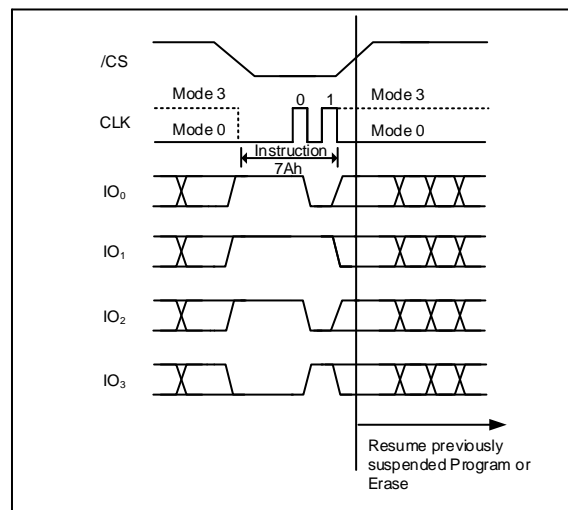 /CS
Mode 3
0 1
Mode 3
CLK
Mode 0
Mode 0
Instruction
7Ah
IO₀
IO₁
IO₂
IO₃
Resume previously
suspended Program or
Erase